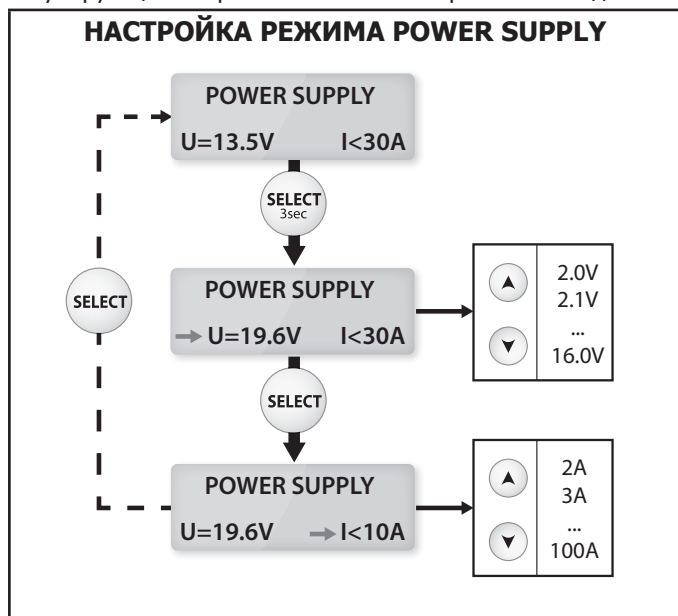 НАСТРОЙКА РЕЖИМА POWER SUPPLY
POWER SUPPLY
U=13.5V I<30A
SELECT
3sec
POWER SUPPLY
U=19.6V I<30A
2.0V
2.1V
...
16.0V
SELECT
SELECT
POWER SUPPLY
U=19.6V I<10A
2A
3A
...
100A